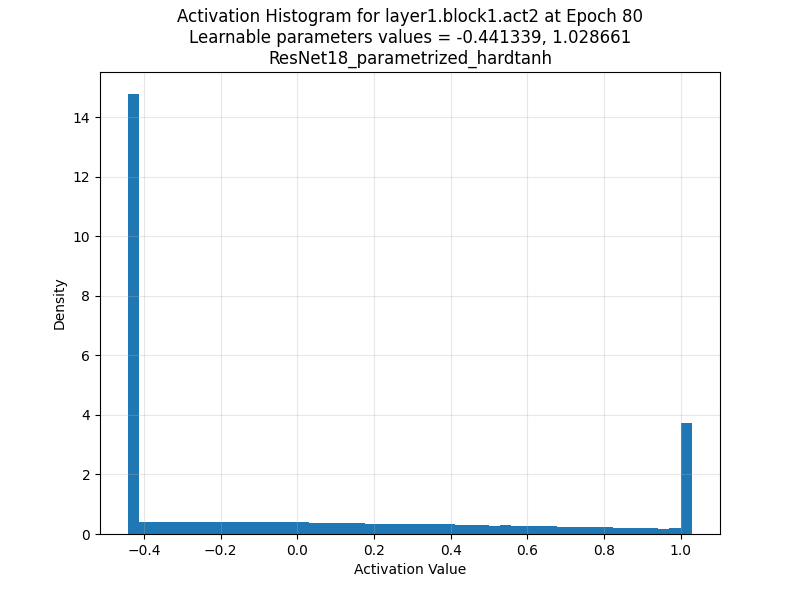 Activation Histogram for layer1.block1.act2 at Epoch 80
Learnable parameters values = -0.441339, 1.028661
ResNet18_parametrized_hardtanh
14
12
10
8
6
4
2
0
Density
−0.4 −0.2 0.0 0.2 0.4 0.6 0.8 1.0
Activation Value